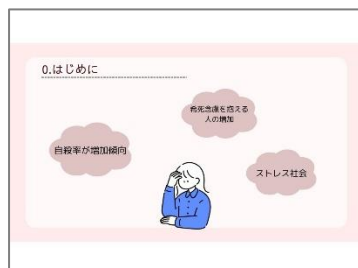 0.はじめに
希死念慮を抱える
人の増加
自殺率が増加傾向
ストレス社会